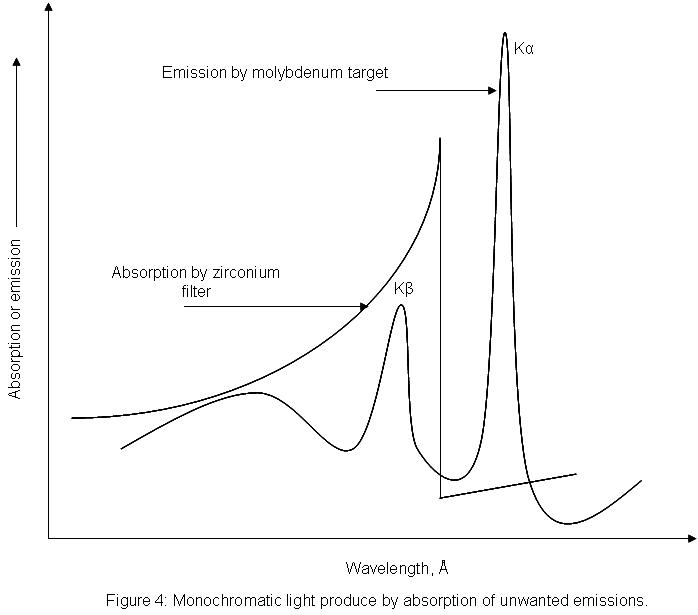 Kα
Emission by molybdenum target
Absorption by zirconium
filter
Kβ
Absorption or emission
Wavelength, Å
Figure 4: Monochromatic light produce by absorption of unwanted emissions.